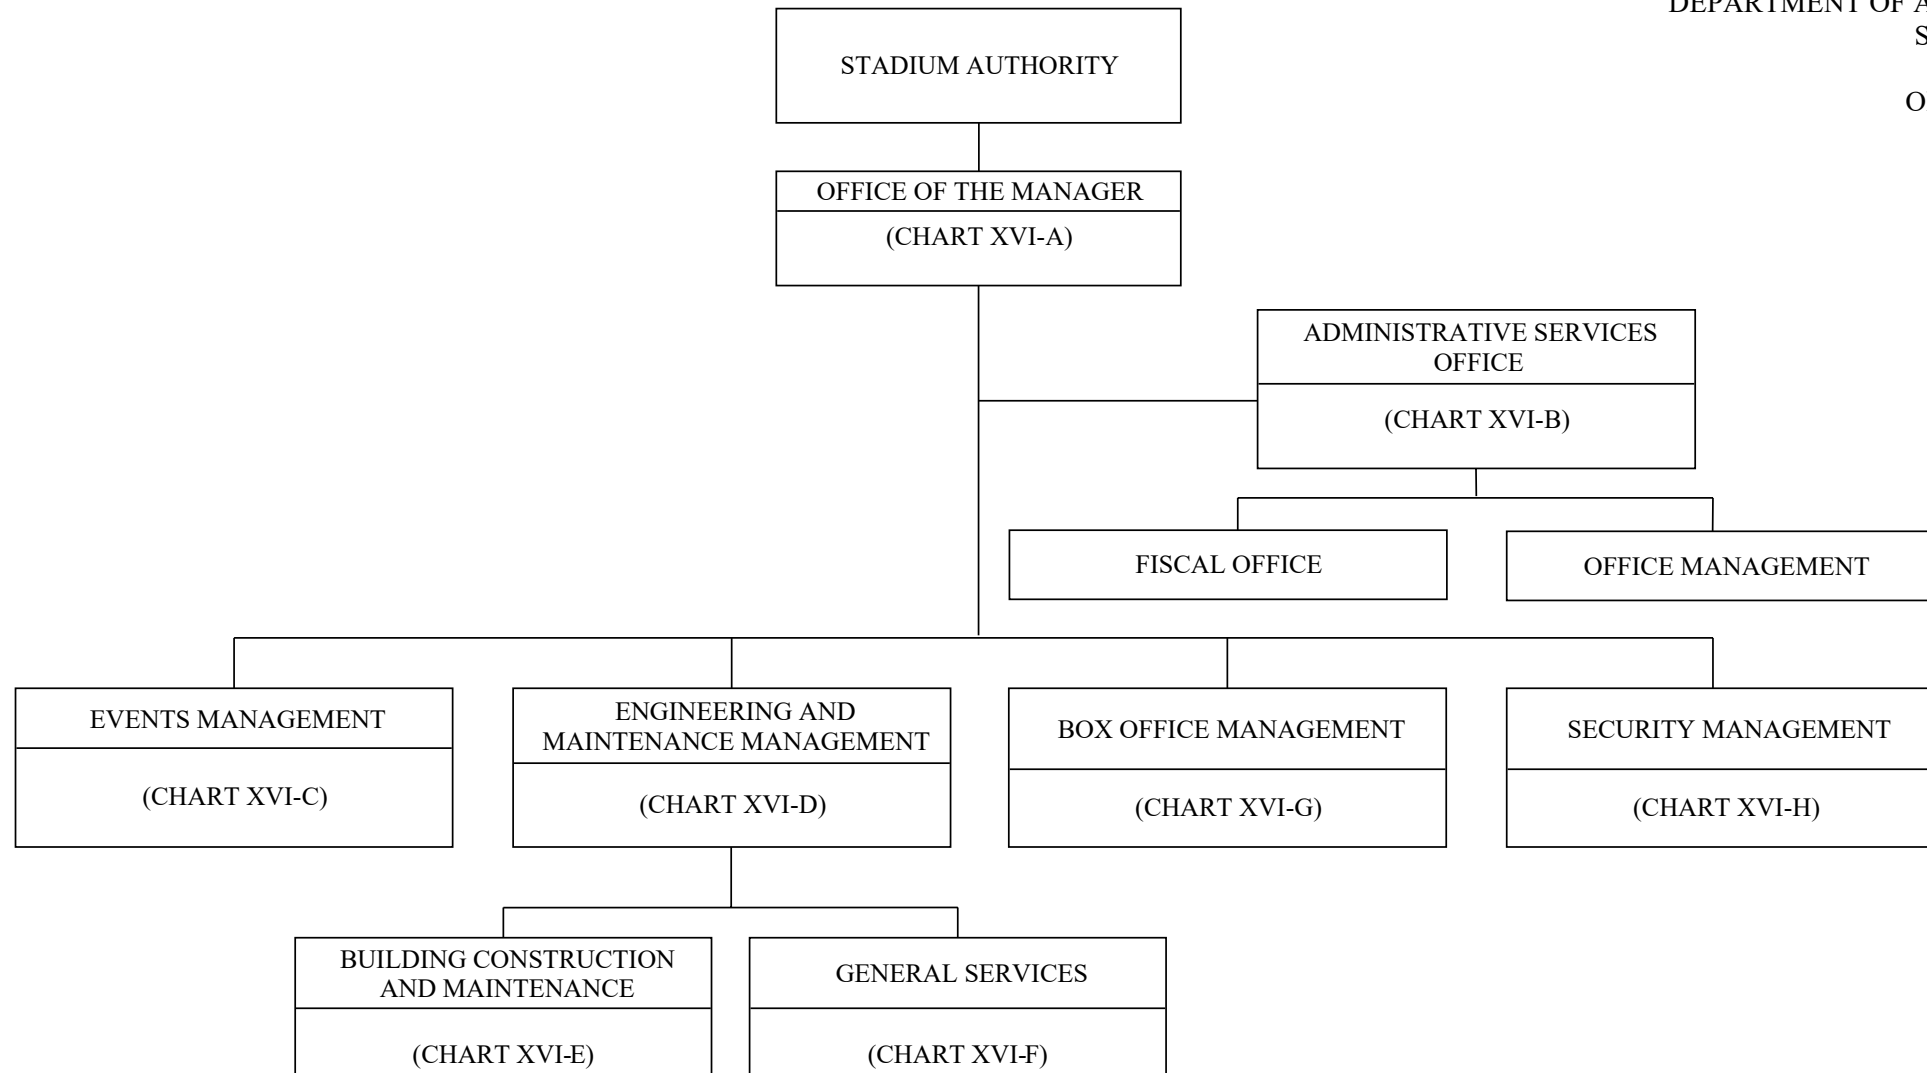 DEPARTMENT OF
STADIUM AUTHORITY
OFFICE OF THE MANAGER
(CHART XVI-A)
ADMINISTRATIVE SERVICES
OFFICE
(CHART XVI-B)
FISCAL OFFICE
OFFICE MANAGEMENT
EVENTS MANAGEMENT
(CHART XVI-C)
ENGINEERING AND
MAINTENANCE MANAGEMENT
(CHART XVI-D)
BOX OFFICE MANAGEMENT
(CHART XVI-G)
SECURITY MANAGEMENT
(CHART XVI-H)
BUILDING CONSTRUCTION
AND MAINTENANCE
(CHART XVI-E)
GENERAL SERVICES
(CHART XVI-F)